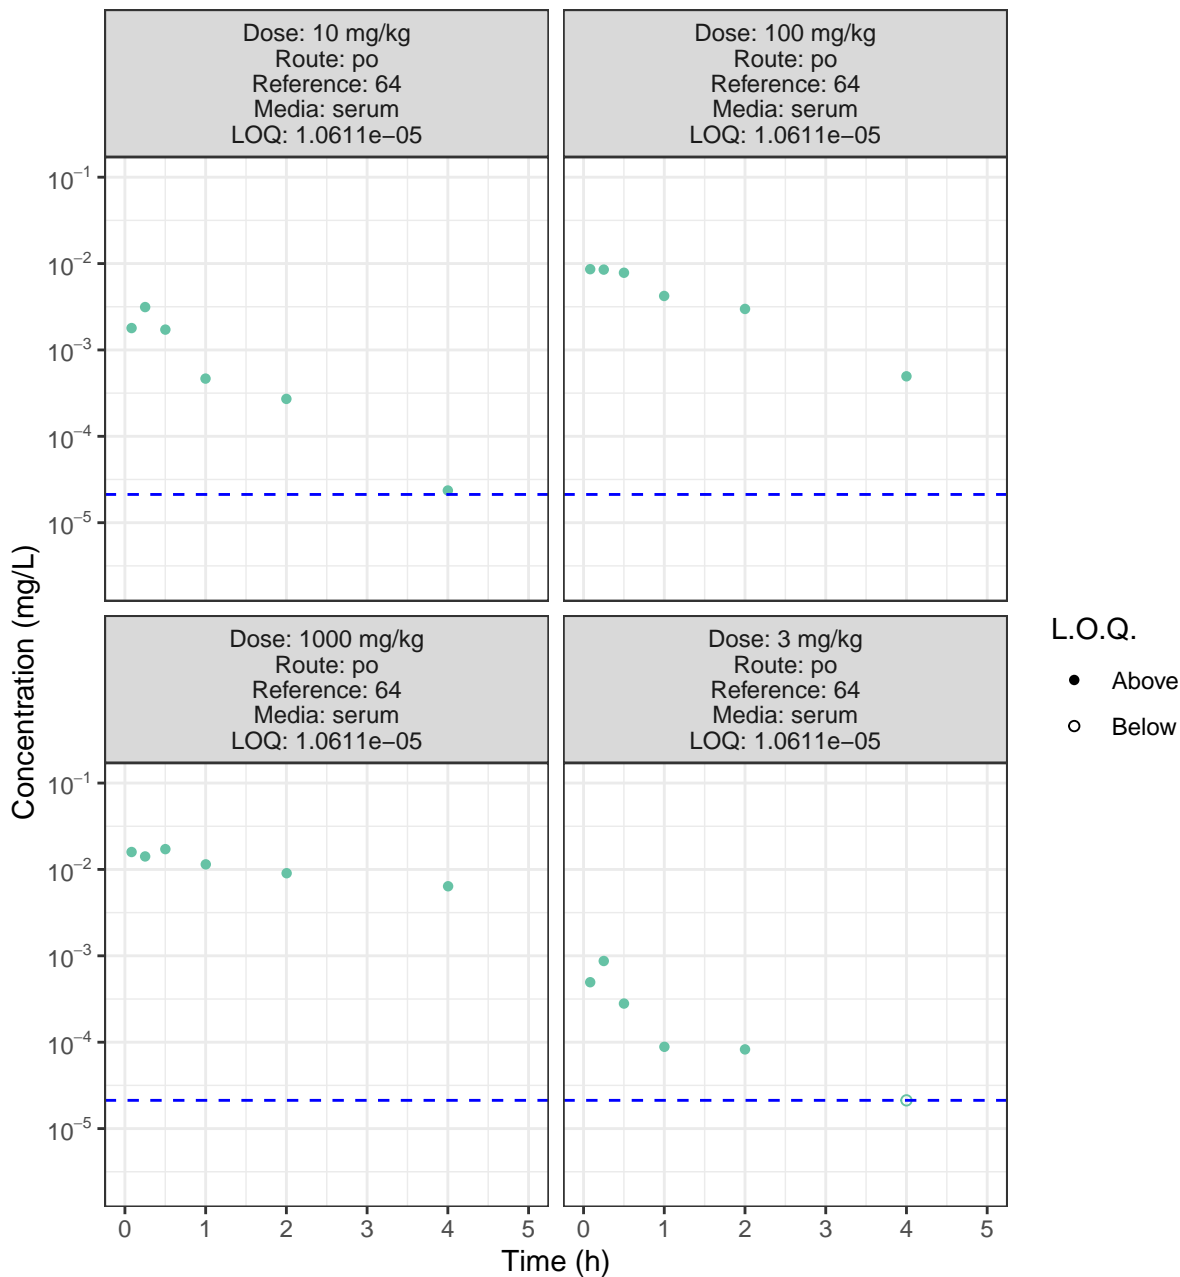 Dose: 10 mg/kg
Route: po
Reference: 64
Media: serum
LOQ: 1.0611e−05
Dose: 100 mg/kg
Route: po
Reference: 64
Media: serum
LOQ: 1.0611e−05
10⁻¹
10⁻²
10⁻³
10⁻⁴
10⁻⁵
Dose: 1000 mg/kg
Route: po
Reference: 64
Media: serum
LOQ: 1.0611e−05
Dose: 3 mg/kg
Route: po
Reference: 64
Media: serum
LOQ: 1.0611e−05
10⁻¹
10⁻²
10⁻³
10⁻⁴
10⁻⁵
0 1 2 3 4 5
0 1 2 3 4 5
Time (h)
Concentration (mg/L)
L.O.Q.
Above
Below